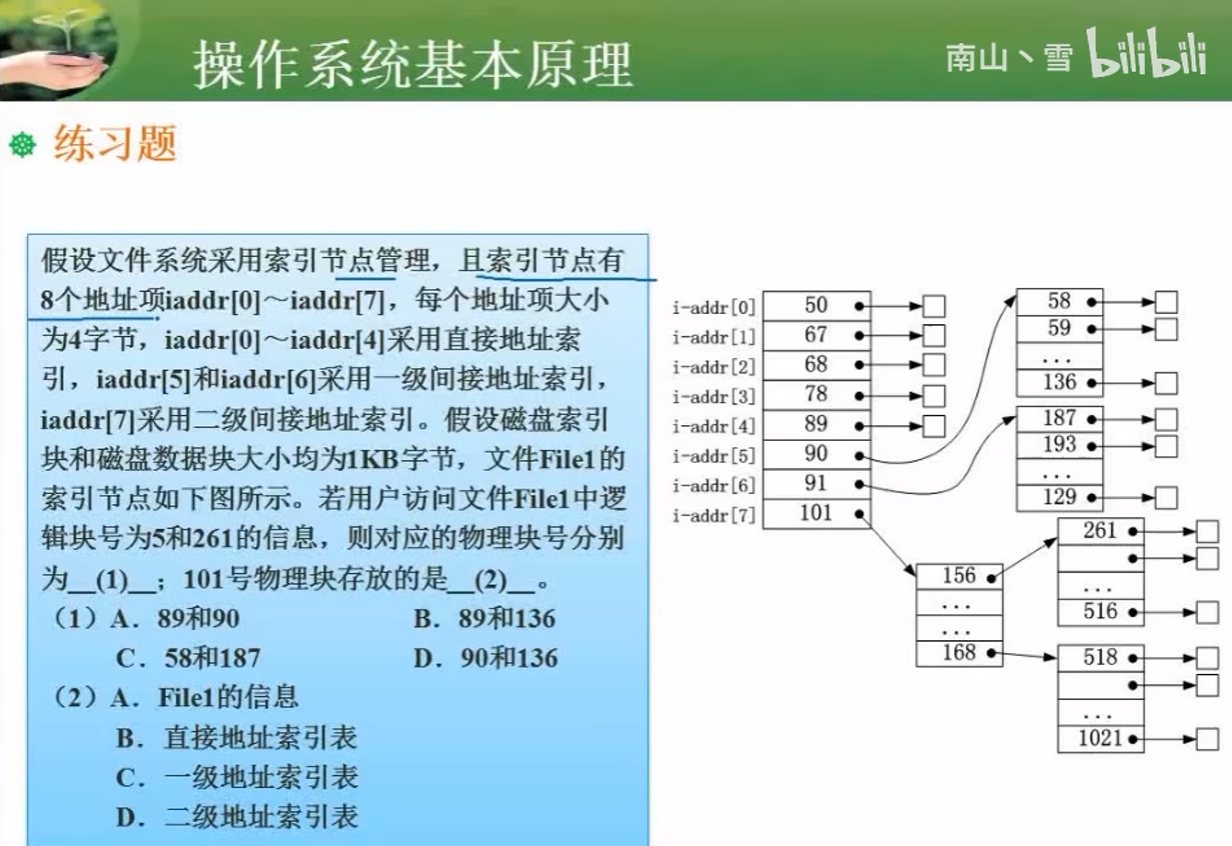 操作系统基本原理
南山丶雪 bilibili
练习题
假设文件系统采用索引节点管理，且索引节点有
8个地址项iaddr[0]～iaddr[7]，每个地址项大小
为4字节，iaddr[0]～iaddr[4]采用直接地址索
引，iaddr[5]和iaddr[6]采用一级间接地址索引，
iaddr[7]采用二级间接地址索引。假设磁盘索引
块和磁盘数据块大小均为1KB字节，文件File1的
索引节点如下图所示。若用户访问文件File1中逻
辑块号为5和261的信息，则对应的物理块号分别
为__(1)__；101号物理块存放的是__(2)__。
（1）A．89和90 B．89和136
C．58和187 D．90和136
（2）A．File1的信息
B．直接地址索引表
C．一级地址索引表
D．二级地址索引表
i-addr[0] 50
i-addr[1] 67
i-addr[2] 68
i-addr[3] 78
i-addr[4] 89
i-addr[5] 90
i-addr[6] 91
i-addr[7] 101
58
59
...
136
187
193
...
129
156
...
...
168
261
...
516
518
...
1021